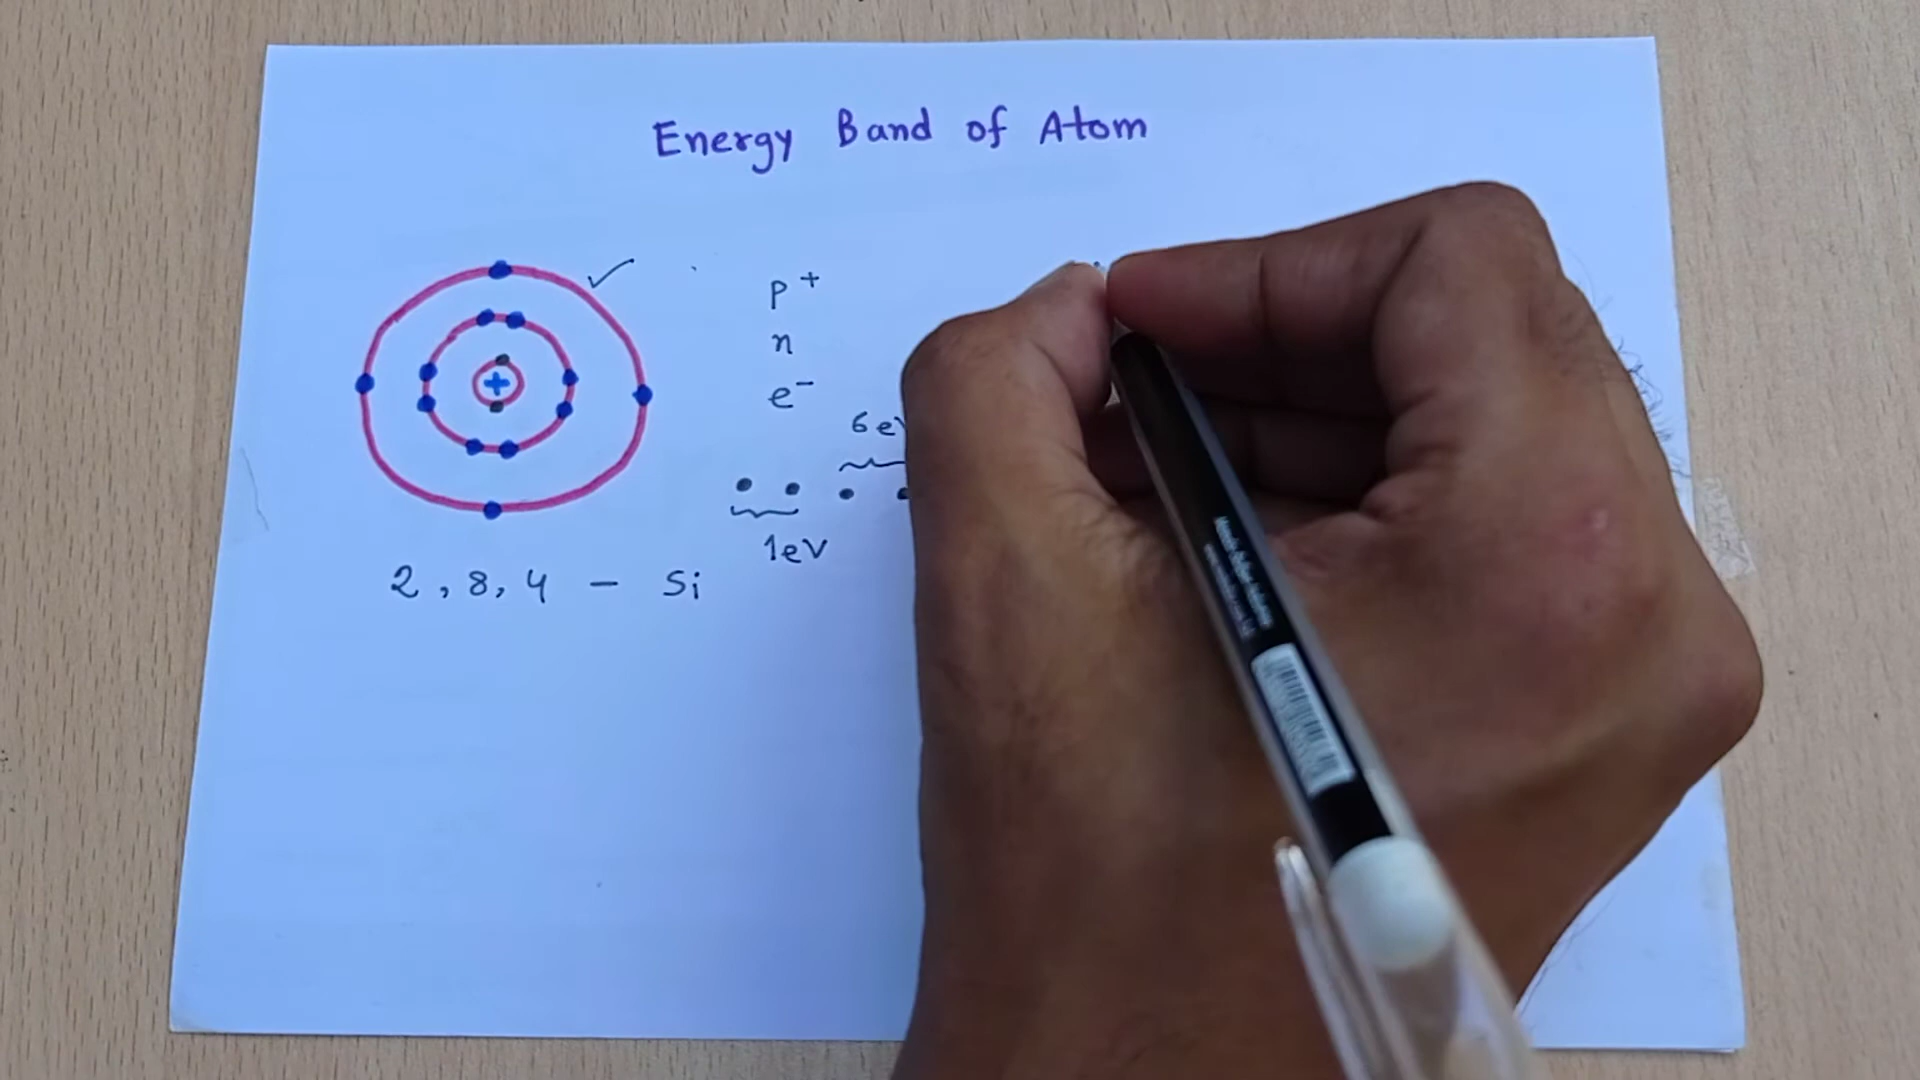 Energy Band of Atom
+
p+
n
e-
6e
1eV
2, 8, 4 - Si